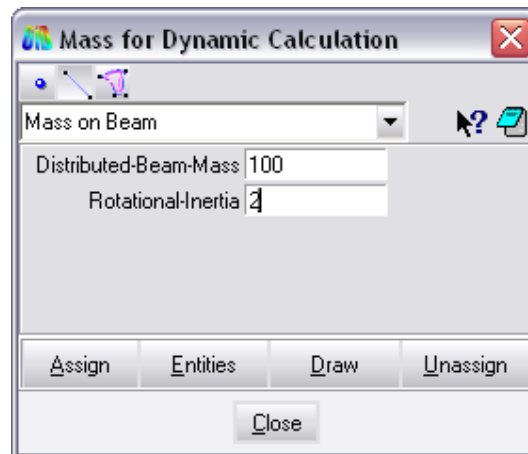 Mass for Dynamic Calculation
Mass on Beam
Distributed-Beam-Mass 100
Rotational-Inertia 2
Assign Entities Draw Unassign
Close